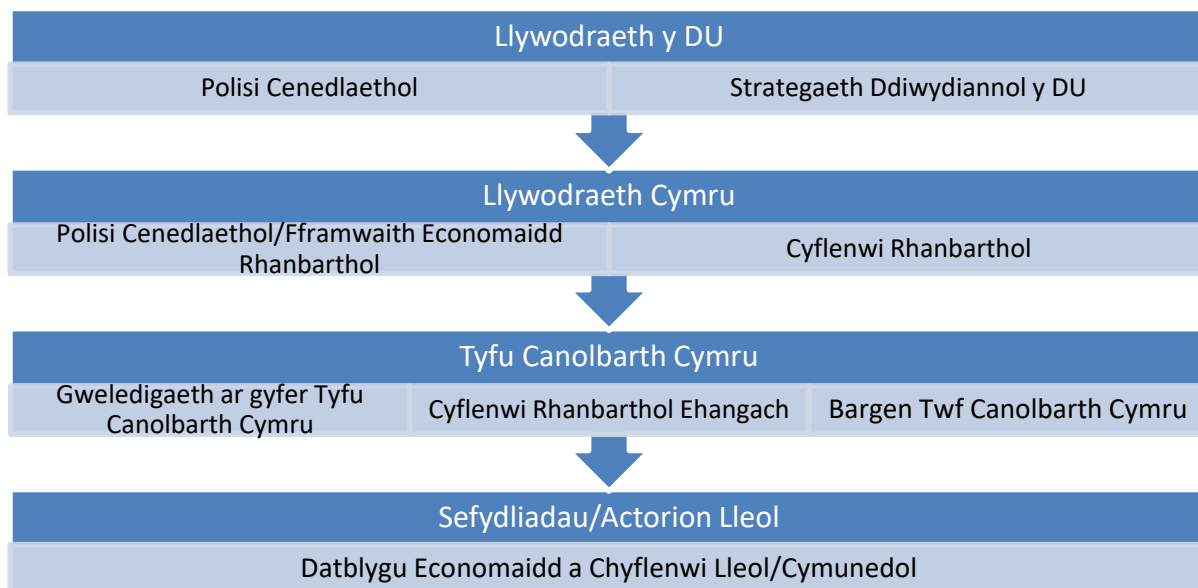 Llywodraeth y DU
Polisi Cenedlaethol
Strategaeth Ddiwydiannol y DU
Llywodraeth Cymru
Polisi Cenedlaethol/Fframwaith Economaidd
Rhanbarthol
Cyflenwi Rhanbarthol
Tyfu Canolbarth Cymru
Gweledigaeth ar gyfer Tyfu
Canolbarth Cymru
Cyflenwi Rhanbarthol Ehangach
Bargen Twf Canolbarth Cymru
Sefydliadau/Actorion Lleol
Datblygu Economaidd a Chyflenwi Lleol/Cymunedol